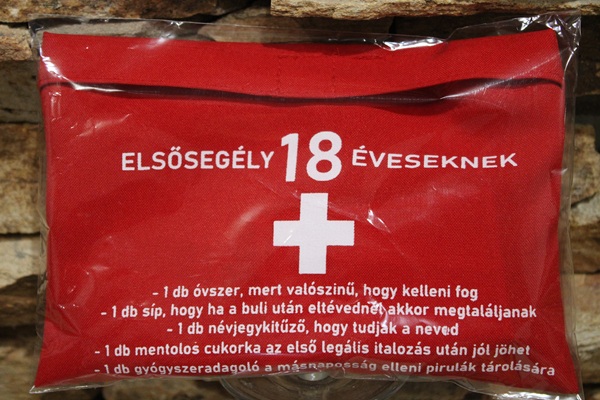 ELSŐSEGÉLY 18 ÉVESEKNEK
- 1 db óvszer, mert valószínű, hogy kelleni fog
- 1 db síp, hogy ha a buli után eltévednél akkor megtaláljanak
- 1 db névjegykitűző, hogy tudják a neved
- 1 db mentolos cukorka az első legális italozás után jól jöhet
- 1 db gyógyszeradagoló a másnaposság elleni pirulák tárolására